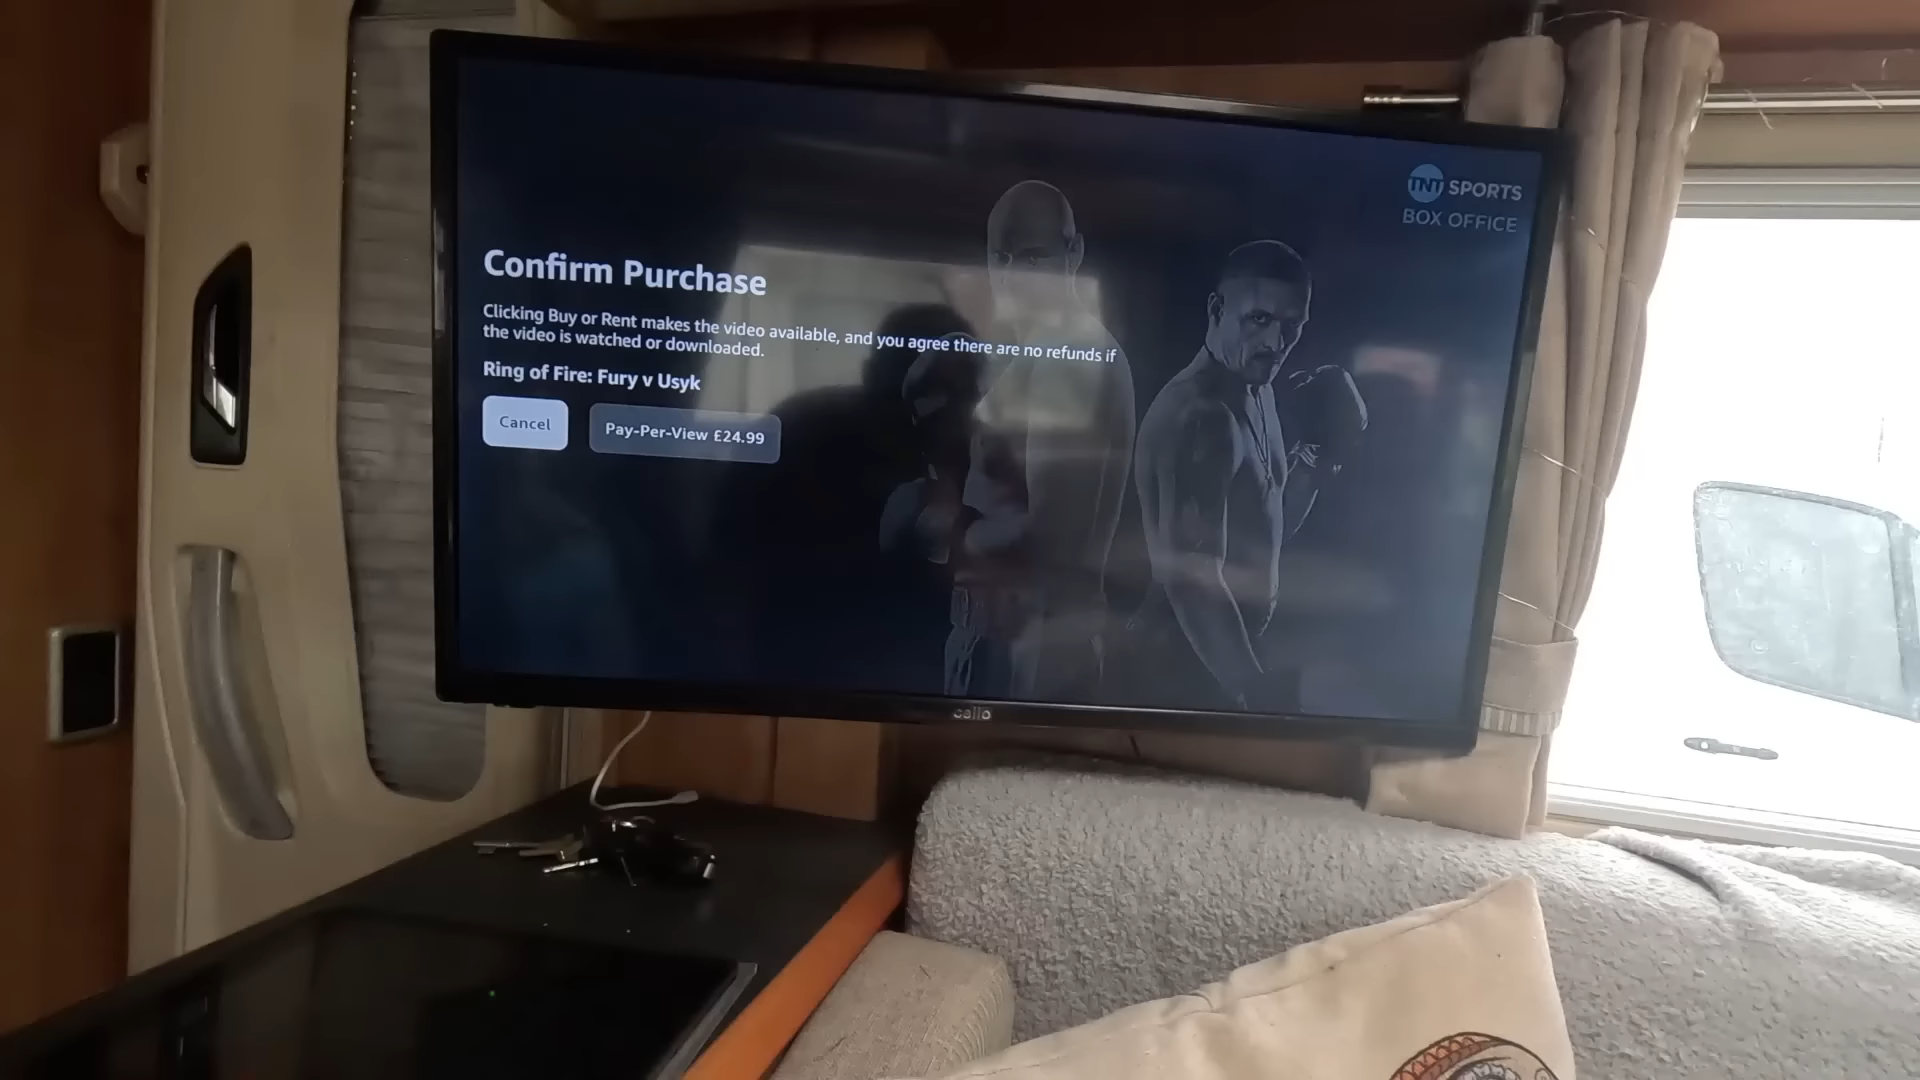 TNT SPORTS
BOX OFFICE
Confirm Purchase
Clicking Buy or Rent makes the video available, and you agree there are no refunds if
the video is watched or downloaded.
Ring of Fire: Fury v Usyk
Cancel
Pay-Per-View £24.99
cello